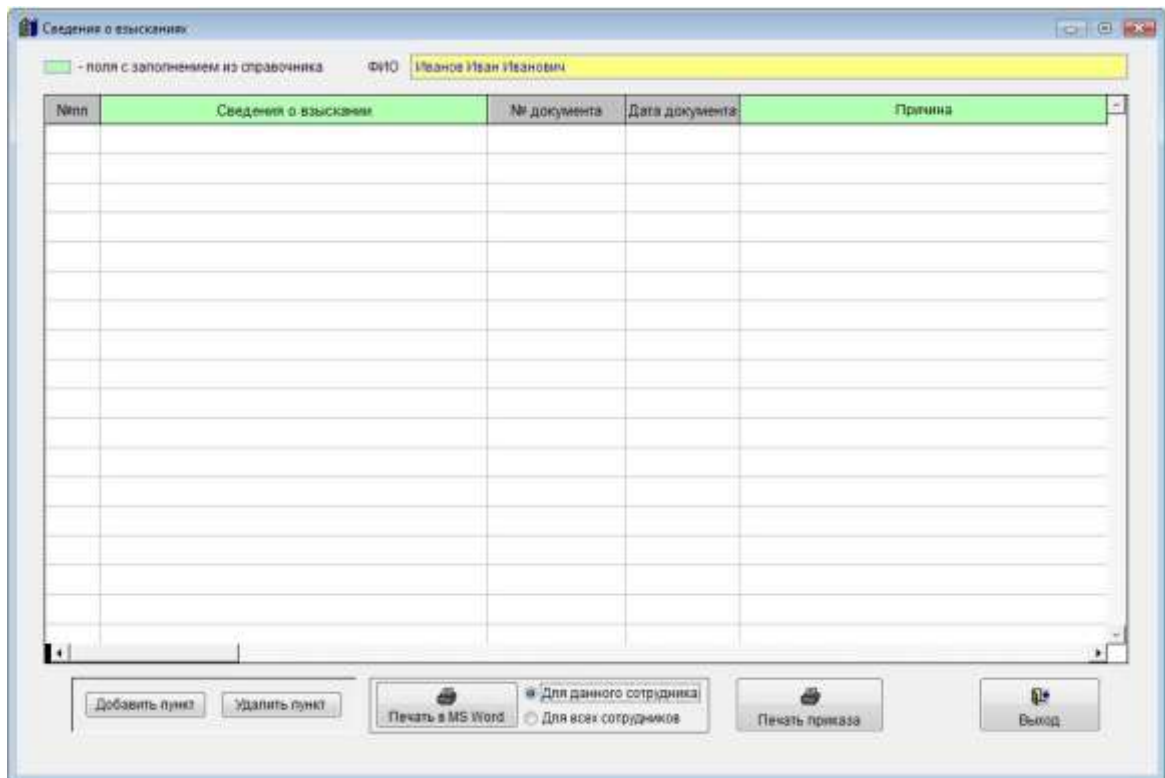 Сведения о взысканиях
- поля с заполнением из справочника ФИО Иванов Иван Иванович
№пп Сведения о взыскании № документа Дата документа Причина
Добавить пункт Удалить пункт Печать в MS Word Для данного сотрудника Печать приказа Выход
Для всех сотрудников